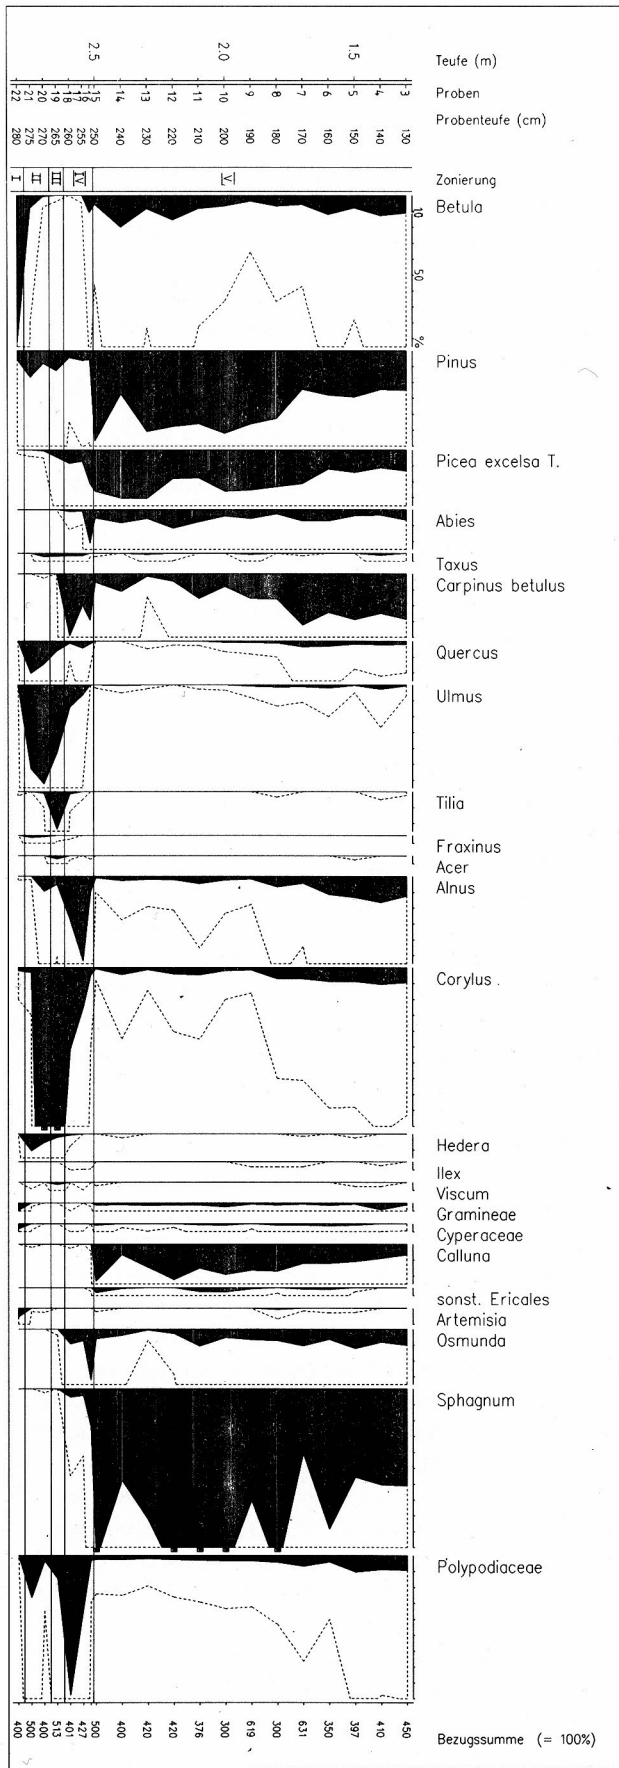 2.5 2.0 1.5 Teufe (m)
22 21 20 19 18 17 16 15 14 13 12 11 10 9 8 7 6 5 4 3 Proben
280 275 270 265 260 255 250 240 230 220 210 200 190 180 170 160 150 140 130 Probenteufe (cm)
I II III IV V Zonierung
Betula
10 50 %
Pinus
Picea excelsa T.
Abies
Taxus
Carpinus betulus
Quercus
Ulmus
Tilia
Fraxinus
Acer
Alnus
Corylus
Hedera
Ilex
Viscum
Gramineae
Cyperaceae
Calluna
sonst. Ericales
Artemisia
Osmunda
Sphagnum
Polypodiaceae
400 500 400 513 421 427 500 400 420 420 376 300 619 300 631 350 397 410 450 Bezugssumme (= 100%)